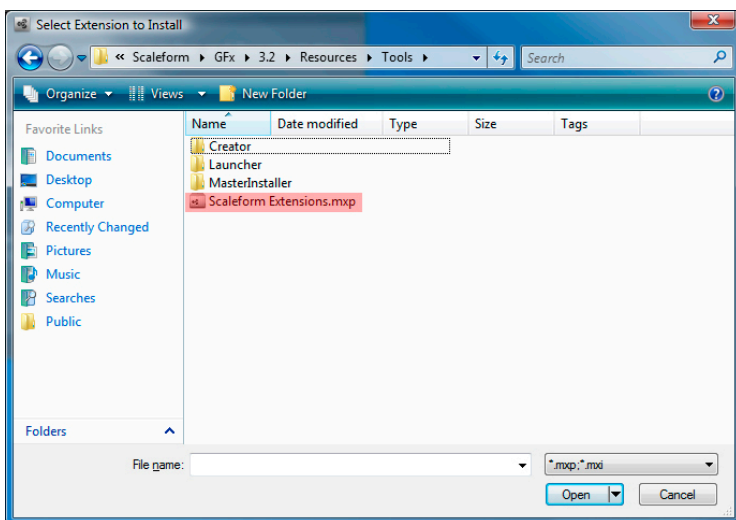 Select Extension to Install
« Scaleform ▸ GFx ▸ 3.2 ▸ Resources ▸ Tools ▸ Search
Organize Views New Folder
Favorite Links
Documents
Desktop
Computer
Recently Changed
Pictures
Music
Searches
Public
Folders
Name Date modified Type Size Tags
Creator
Launcher
MasterInstaller
Scaleform Extensions.mxp
File name: *.mxp;*.mxi
Open Cancel